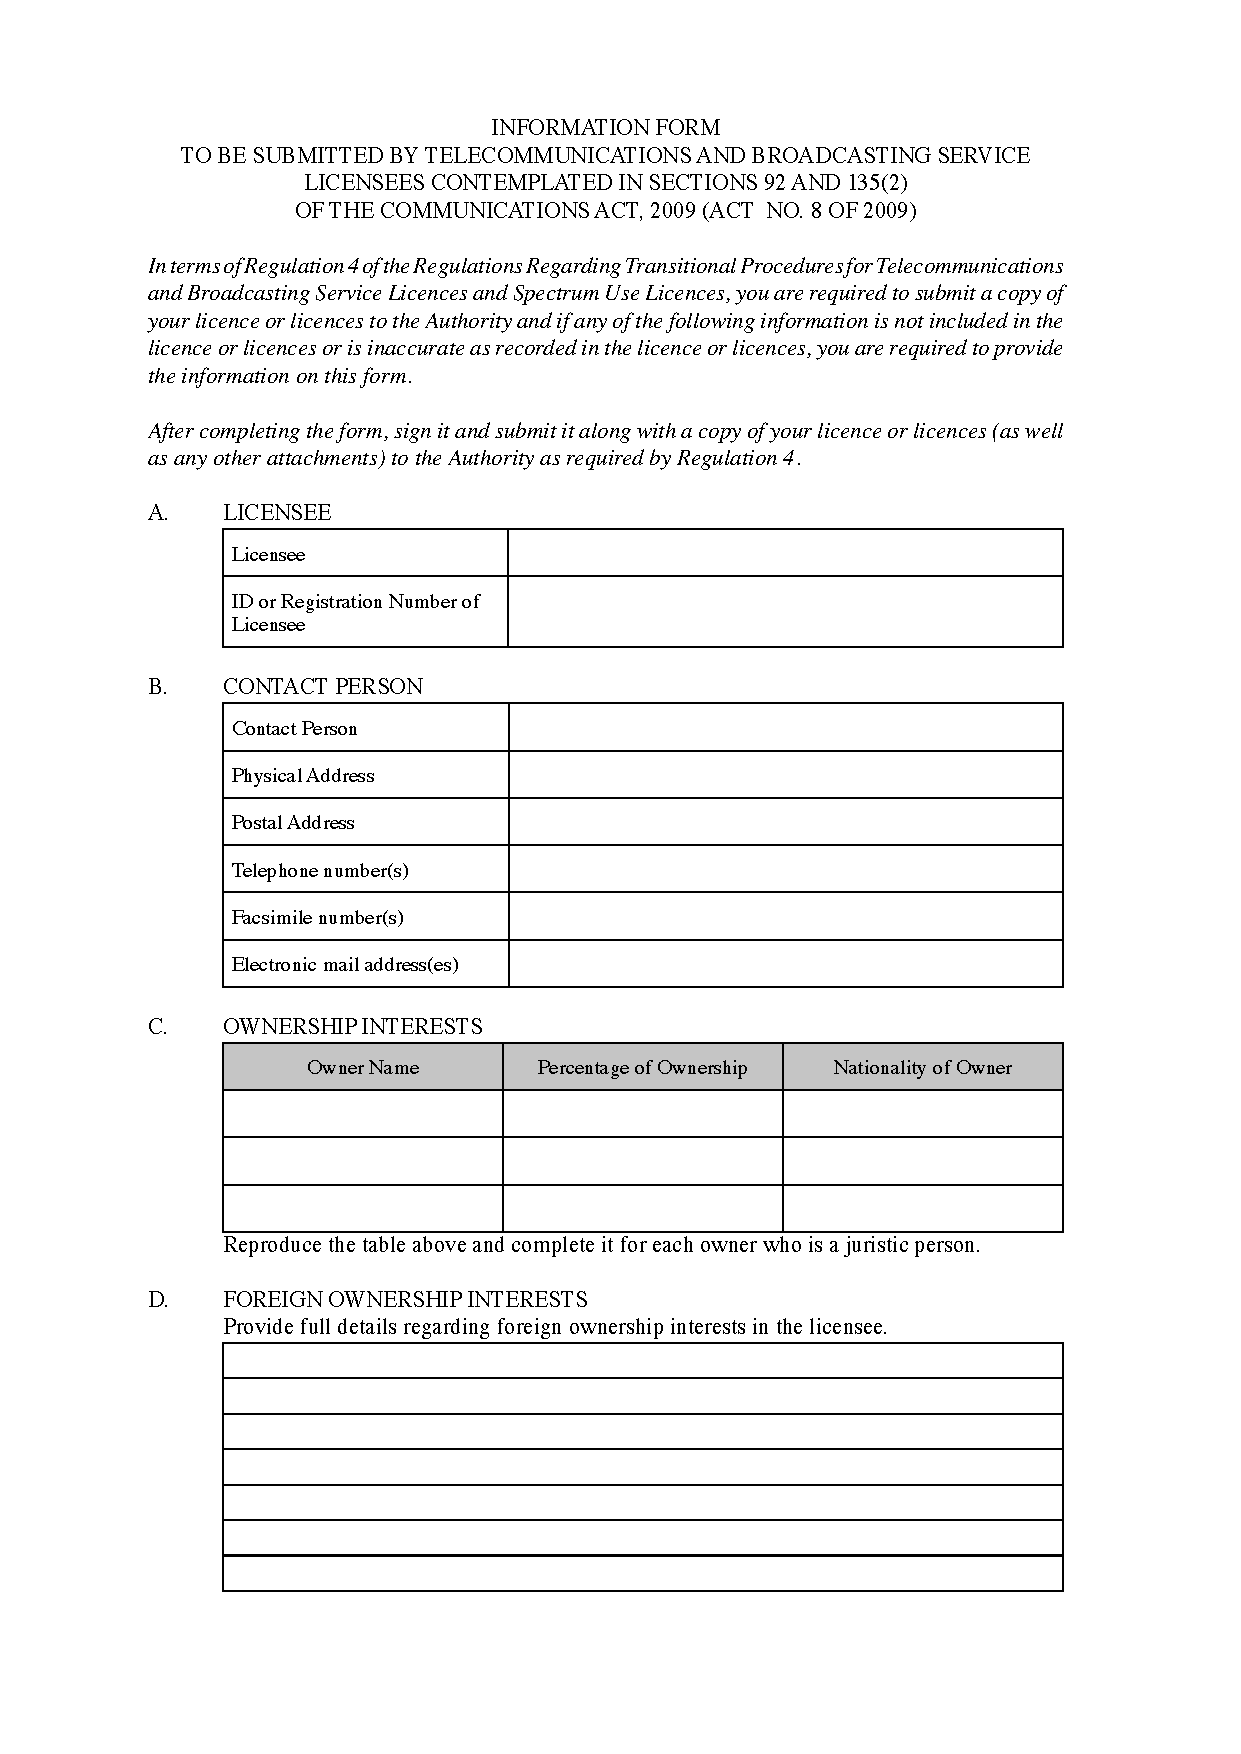 INFORMATION FORM
TO BE SUBMITTED BY TELECOMMUNICATIONS AND BROADCASTING SERVICE
LICENSEES CONTEMPLATED IN SECTIONS 92 AND 135(2)
OF THE COMMUNICATIONS ACT, 2009 (ACT NO. 8 OF 2009)
In terms of Regulation 4 of the Regulations Regarding Transitional Procedures for Telecommunications
and Broadcasting Service Licences and Spectrum Use Licences, you are required to submit a copy of
your licence or licences to the Authority and if any of the following information is not included in the
licence or licences or is inaccurate as recorded in the licence or licences, you are required to provide
the information on this form.
After completing the form, sign it and submit it along with a copy of your licence or licences (as well
as any other attachments) to the Authority as required by Regulation 4.
A. LICENSEE
Licensee
ID or Registration Number of
Licensee
B. CONTACT PERSON
Contact Person
Physical Address
Postal Address
Telephone number(s)
Facsimile number(s)
Electronic mail address(es)
C. OWNERSHIP INTERESTS
Owner Name Percentage of Ownership Nationality of Owner
Reproduce the table above and complete it for each owner who is a juristic person.
D. FOREIGN OWNERSHIP INTERESTS
Provide full details regarding foreign ownership interests in the licensee.